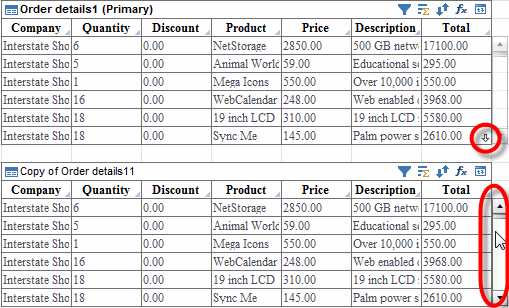 Order details1 (Primary) fx
Company Quantity Discount Product Price Description Total
Interstate Sho 6 0.00 NetStorage 2850.00 500 GB netw 17100.00
Interstate Sho 5 0.00 Animal World 59.00 Educational s 295.00
Interstate Sho 1 0.00 Mega Icons 550.00 Over 10,000 i 550.00
Interstate Sho 16 0.00 WebCalendar 248.00 Web enabled 3968.00
Interstate Sho 18 0.00 19 inch LCD 310.00 19 inch LCD 5580.00
Interstate Sho 18 0.00 Sync Me 145.00 Palm power s 2610.00
Copy of Order details11 fx
Company Quantity Discount Product Price Description Total
Interstate Sho 6 0.00 NetStorage 2850.00 500 GB netw 17100.00
Interstate Sho 5 0.00 Animal World 59.00 Educational s 295.00
Interstate Sho 1 0.00 Mega Icons 550.00 Over 10,000 i 550.00
Interstate Sho 16 0.00 WebCalendar 248.00 Web enabled 3968.00
Interstate Sho 18 0.00 19 inch LCD 310.00 19 inch LCD 5580.00
Interstate Sho 18 0.00 Sync Me 145.00 Palm power s 2610.00